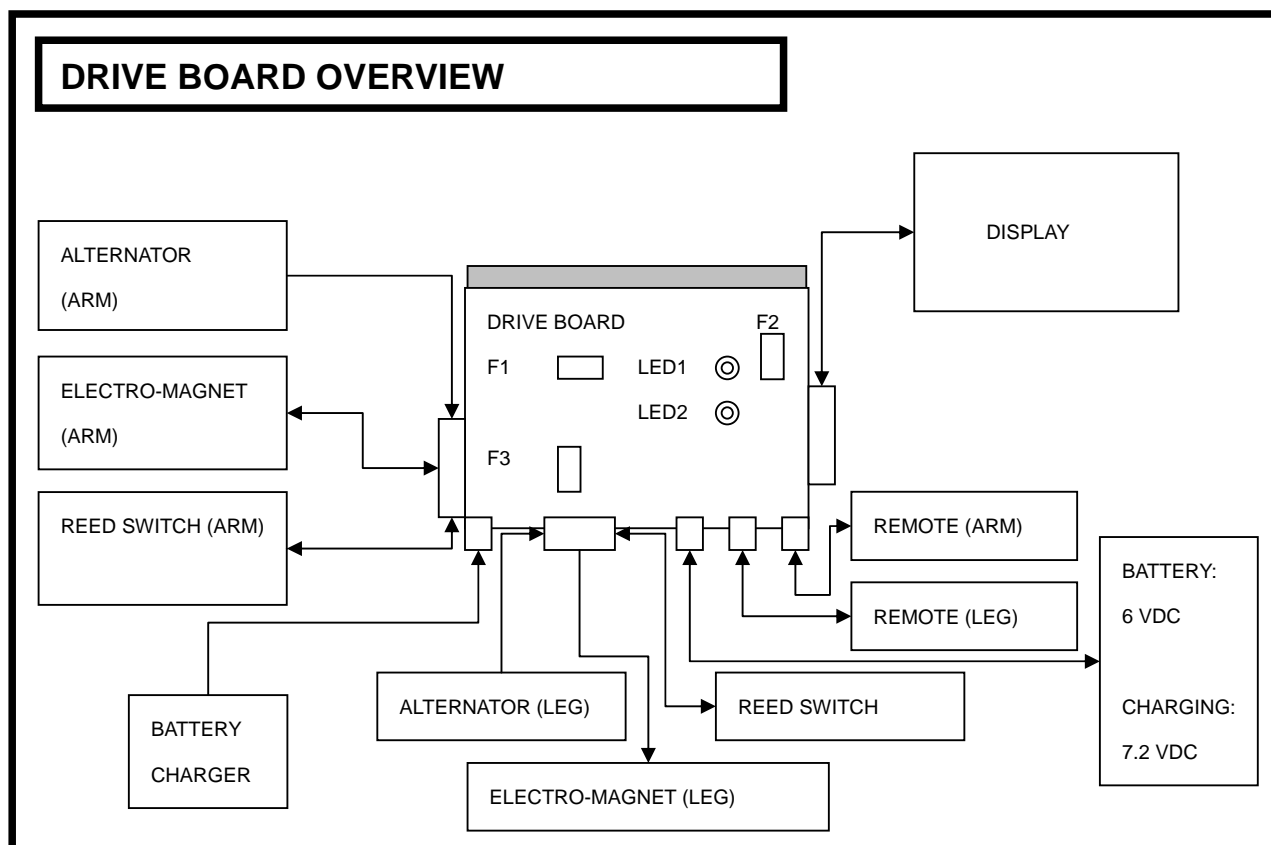 DRIVE BOARD OVERVIEW
DISPLAY
ALTERNATOR
(ARM)
ELECTRO-MAGNET
(ARM)
REED SWITCH (ARM)
DRIVE BOARD
F2
F1
LED1
LED2
F3
REMOTE (ARM)
REMOTE (LEG)
BATTERY:
6 VDC
CHARGING:
7.2 VDC
ALTERNATOR (LEG)
REED SWITCH
BATTERY
CHARGER
ELECTRO-MAGNET (LEG)